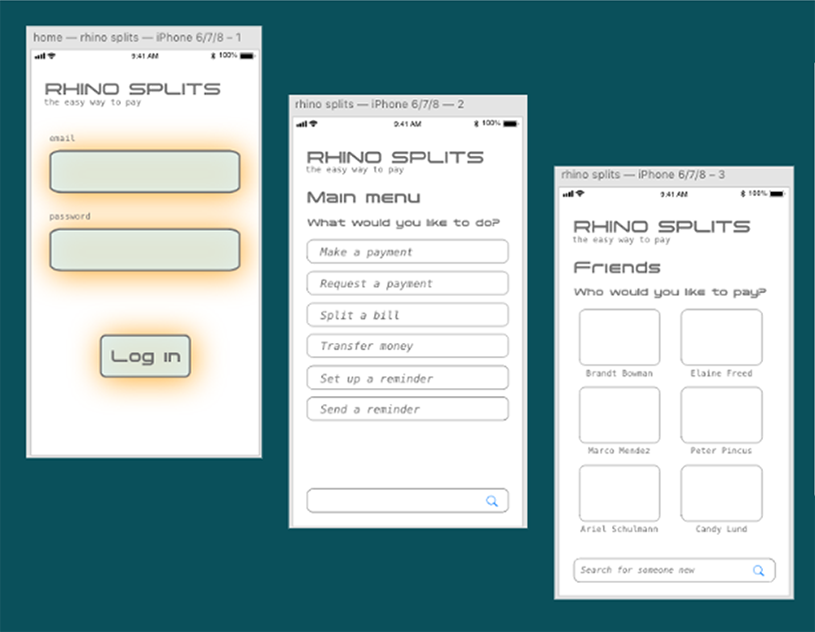 home — rhino splits — iPhone 6/7/8 – 1
9:41 AM
100%
RHINO SPLITS
the easy way to pay
email
password
Log in
rhino splits — iPhone 6/7/8 — 2
9:41 AM
100%
RHINO SPLITS
the easy way to pay
Main menu
What would you like to do?
Make a payment
Request a payment
Split a bill
Transfer money
Set up a reminder
Send a reminder
rhino splits — iPhone 6/7/8 – 3
9:41 AM
100%
RHINO SPLITS
the easy way to pay
Friends
Who would you like to pay?
Brandt Bowman
Elaine Freed
Marco Mendez
Peter Pincus
Ariel Schulmann
Candy Lund
Search for someone new